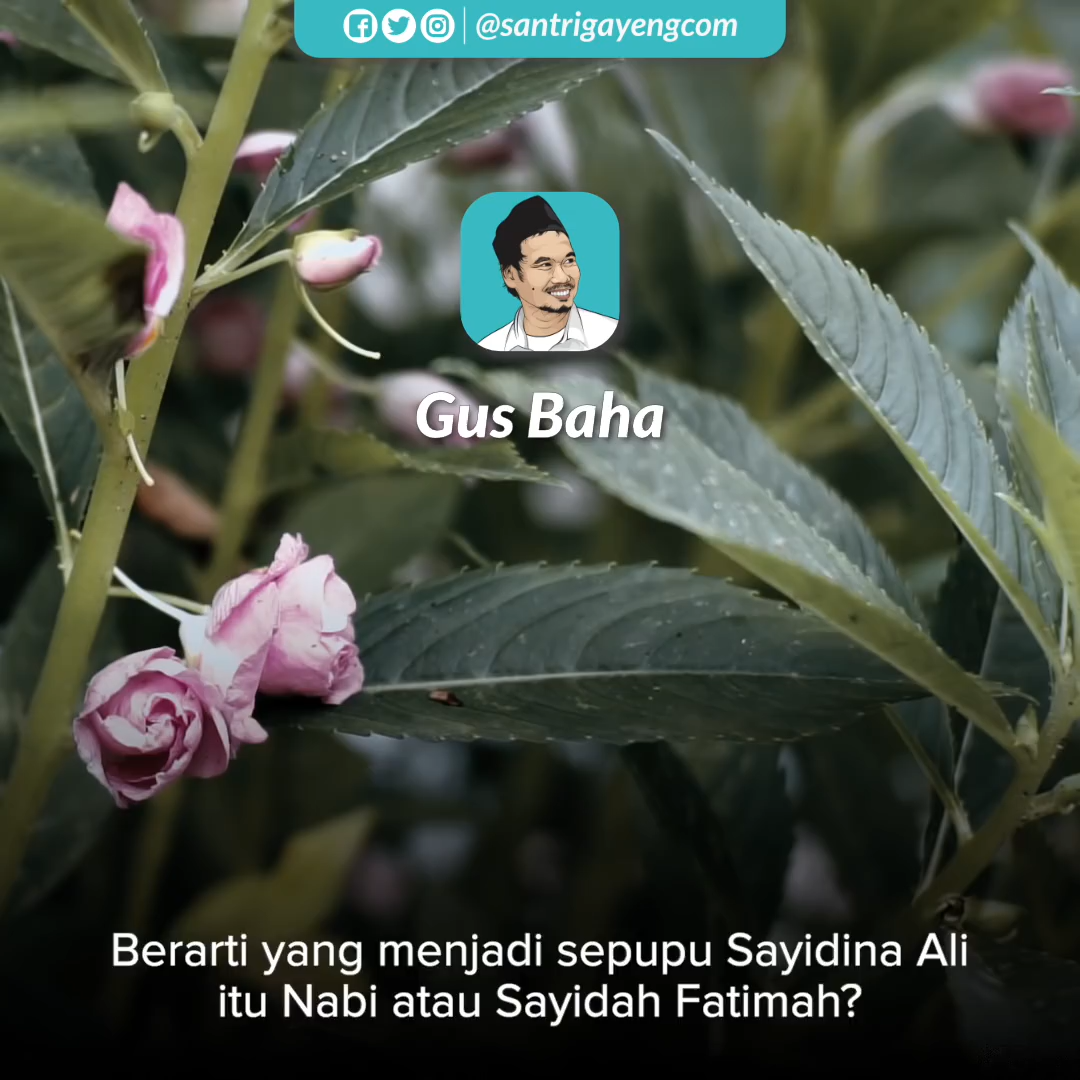 @santrigayengcom
Gus Baha
Berarti yang menjadi sepupu Sayidina Ali
itu Nabi atau Sayidah Fatimah?